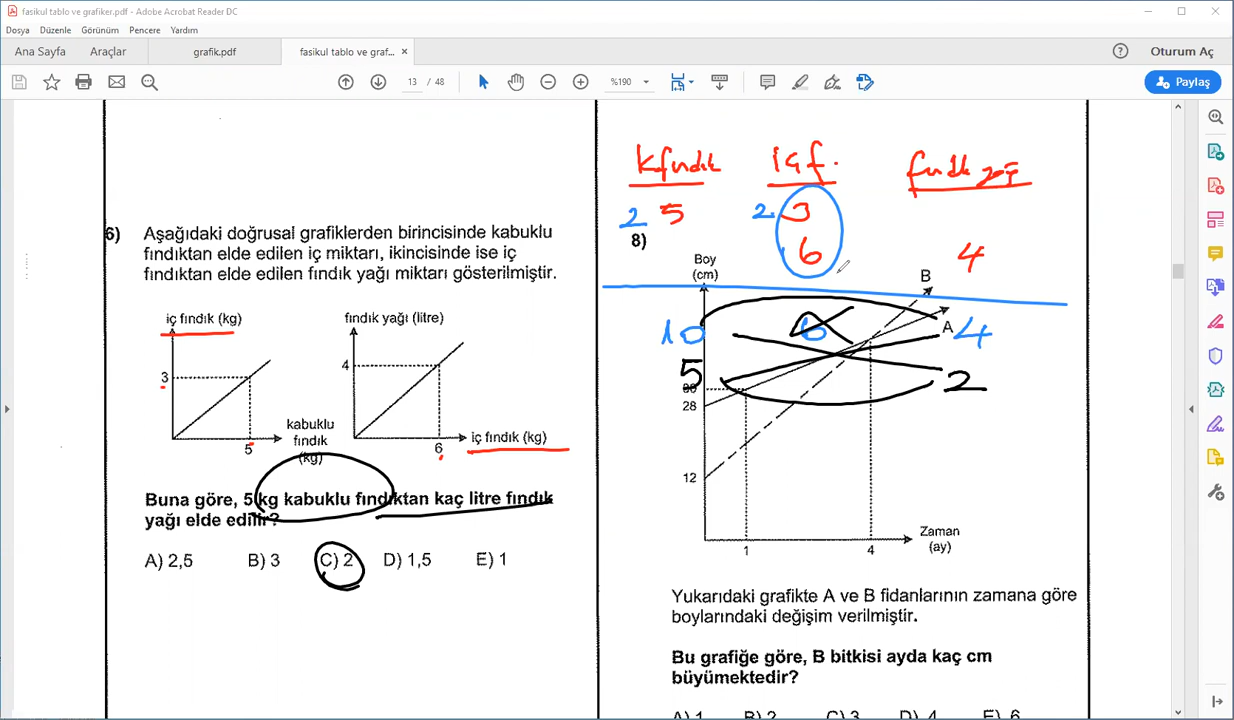 fasikul tablo ve grafiker.pdf - Adobe Acrobat Reader DC
Dosya Düzenle Görünüm Pencere Yardım
Ana Sayfa Araçlar grafik.pdf fasikul tablo ve graf... × Oturum Aç
13 / 48 %190 Paylaş
6) Aşağıdaki doğrusal grafiklerden birincisinde kabuklu
fındıktan elde edilen iç miktarı, ikincisinde ise iç
fındıktan elde edilen fındık yağı miktarı gösterilmiştir.
iç fındık (kg)
3
5
kabuklu
fındık
(kg)
fındık yağı (litre)
4
6
iç fındık (kg)
Buna göre, 5 kg kabuklu fındıktan kaç litre fındık
yağı elde edilir?
A) 2,5 B) 3 C) 2 D) 1,5 E) 1
Kfındık iç f. fındık
2 5 2. 3
6 4
10 6 4
5 2
8)
Boy
(cm)
B
A
28
12
1 4
Zaman
(ay)
Yukarıdaki grafikte A ve B fidanlarının zamana göre
boylarındaki değişim verilmiştir.
Bu grafiğe göre, B bitkisi ayda kaç cm
büyümektedir?
A) 1 B) 2 C) 3 D) 4 E) 6